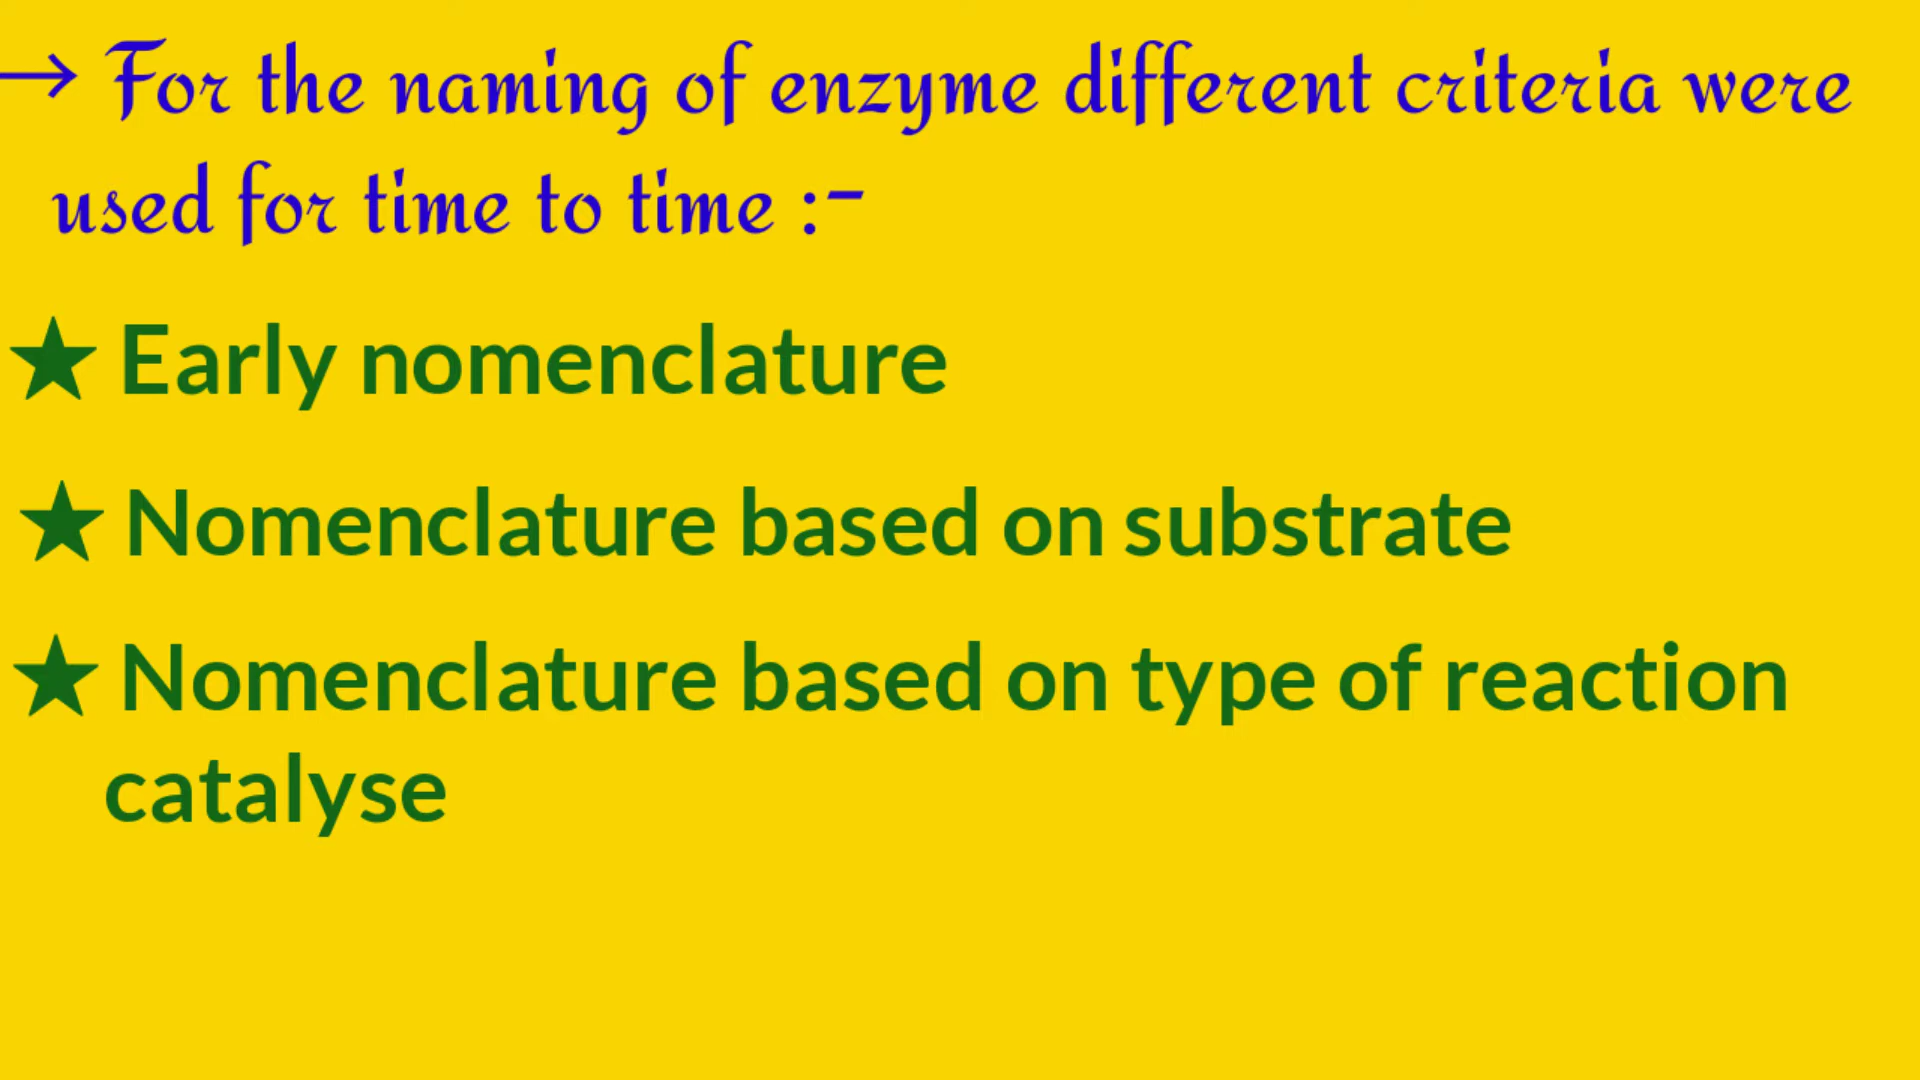 → For the naming of enzyme different criteria were
used for time to time :-
★ Early nomenclature
★ Nomenclature based on substrate
★ Nomenclature based on type of reaction
catalyse